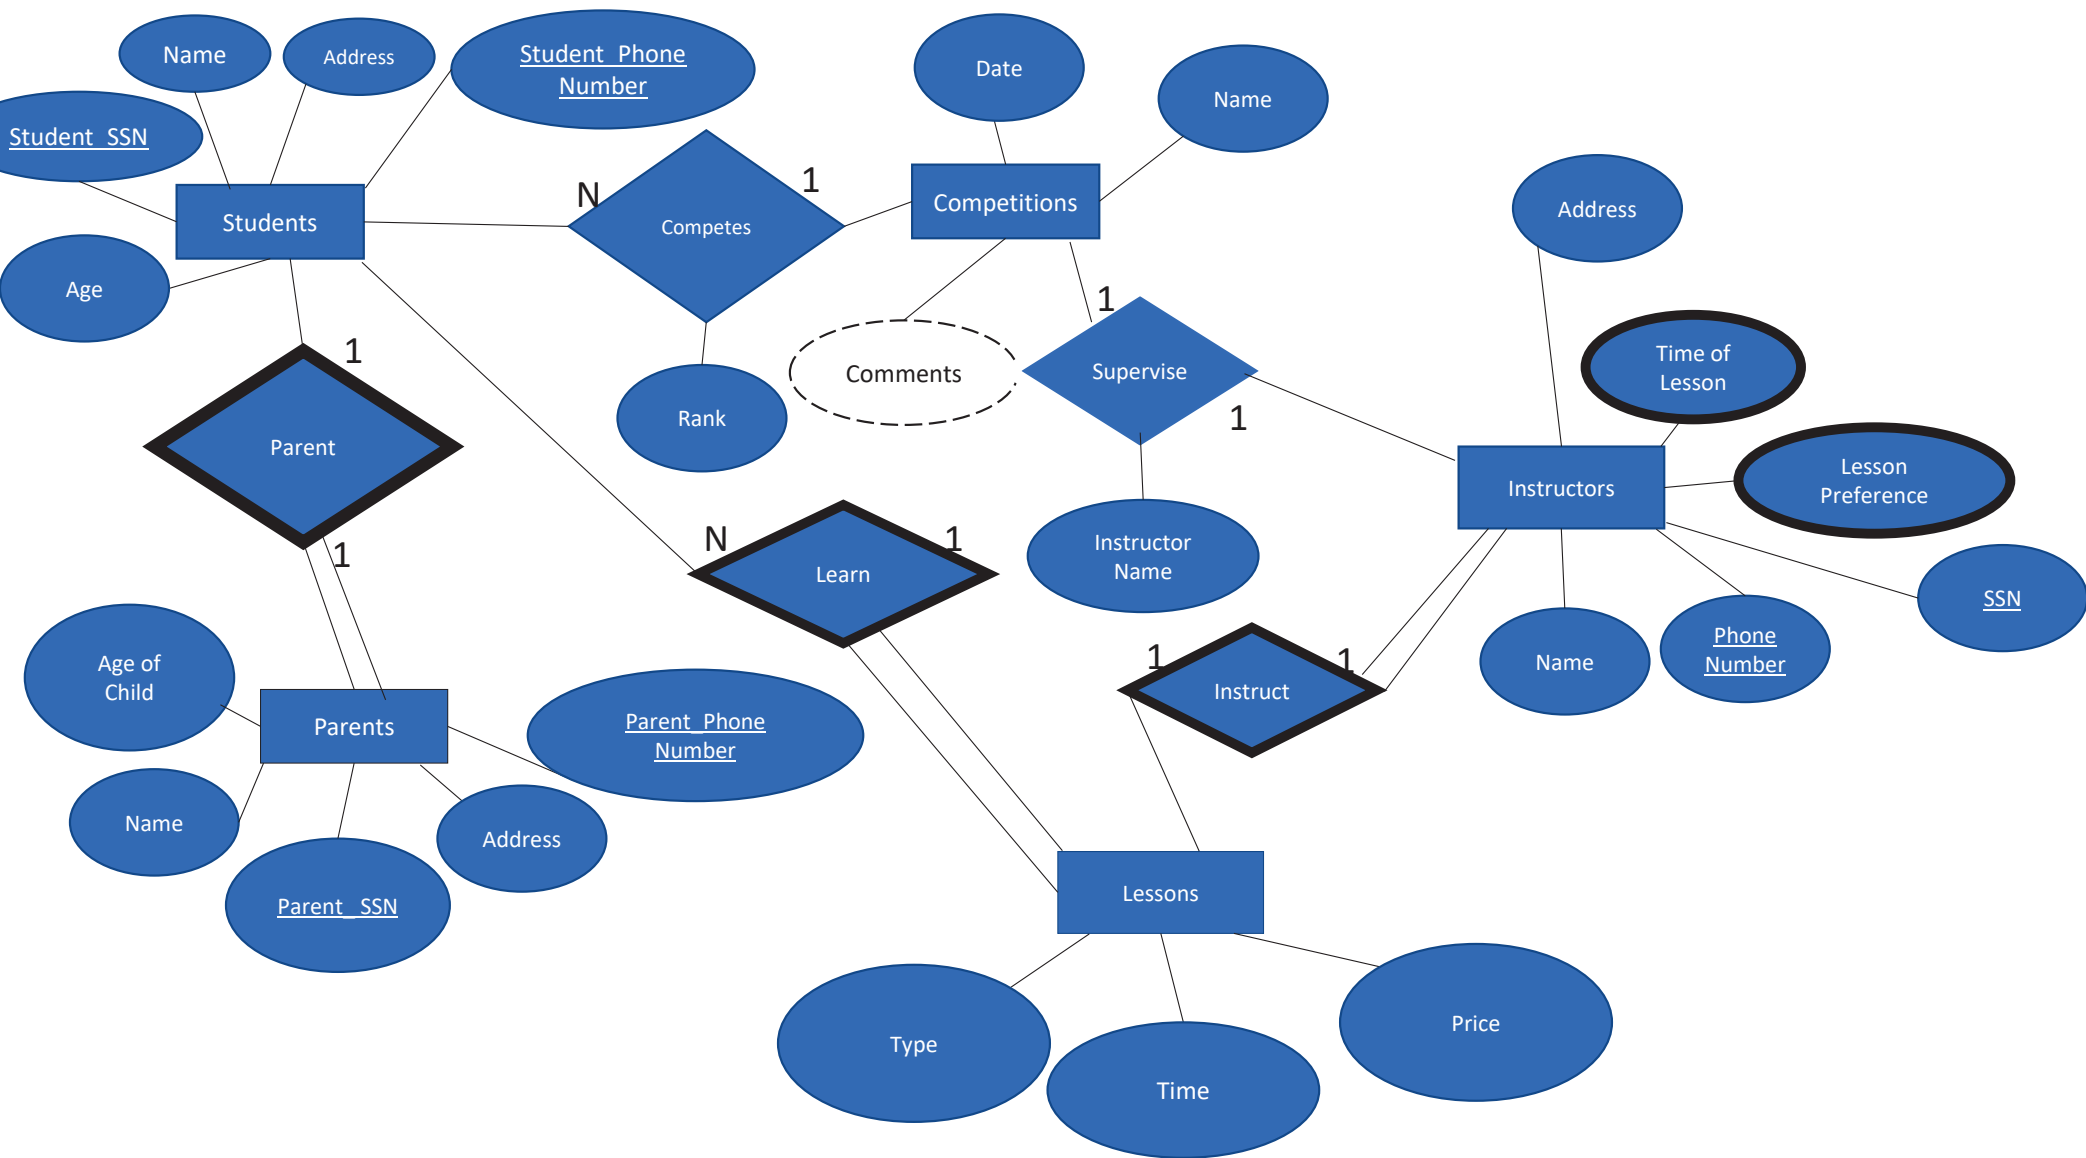 Name
Address
Student_Phone
Number
Date
Name
Student_SSN
N
1
Competitions
Address
Students
Competes
Age
1
1
Comments
Supervise
Time of
Lesson
Rank
1
Parent
Lesson
Preference
Instructors
N
1
1
Learn
Instructor
Name
SSN
Age of
Child
1
1
Instruct
Name
Phone
Number
Parents
Parent_Phone
Number
Name
Address
Parent_ SSN
Lessons
Type
Time
Price